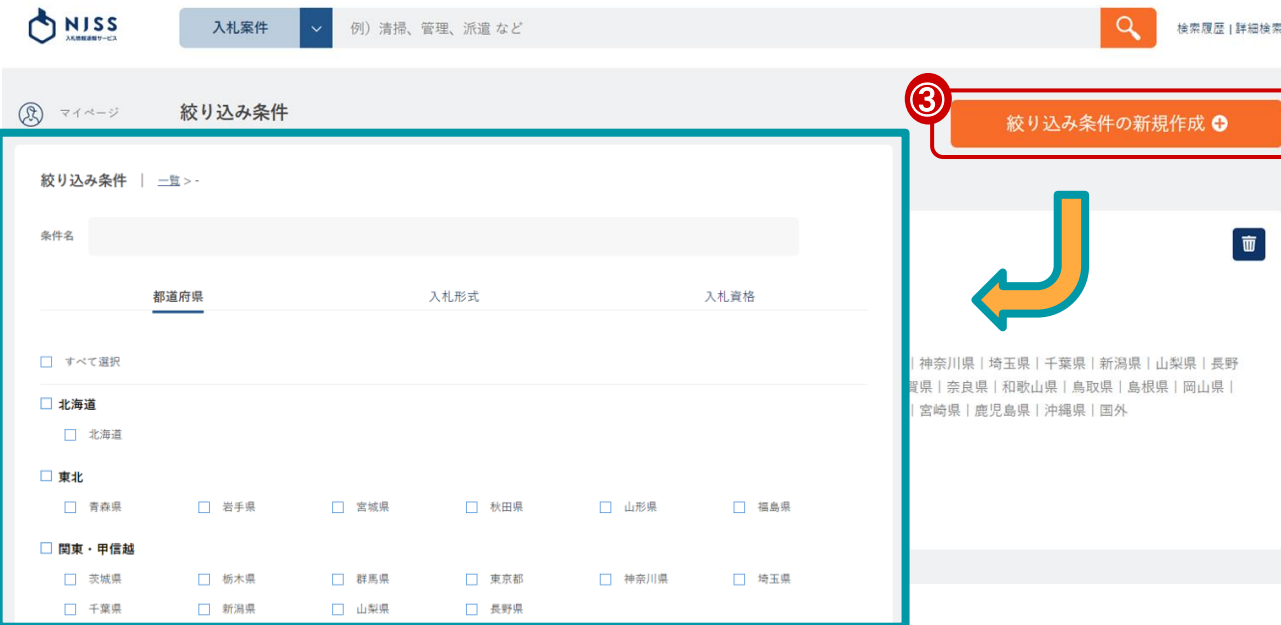 NJSS
入札情報速報サービス
入札案件
例）清掃、管理、派遣 など
検索履歴 | 詳細検索
マイページ
絞り込み条件
③
絞り込み条件の新規作成
絞り込み条件 | 一覧 > -
条件名
都道府県 入札形式 入札資格
すべて選択
北海道
北海道
東北
青森県 岩手県 宮城県 秋田県 山形県 福島県
関東・甲信越
茨城県 栃木県 群馬県 東京都 神奈川県 埼玉県
千葉県 新潟県 山梨県 長野県
| 神奈川県 | 埼玉県 | 千葉県 | 新潟県 | 山梨県 | 長野
賀県 | 奈良県 | 和歌山県 | 鳥取県 | 島根県 | 岡山県 |
| 宮崎県 | 鹿児島県 | 沖縄県 | 国外